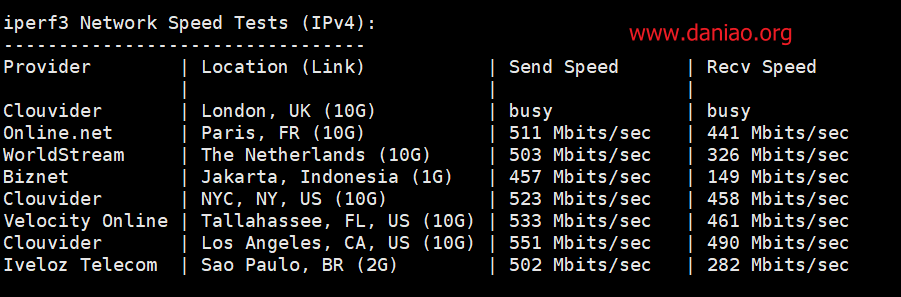 iperf3 Network Speed Tests (IPv4):
www.daniao.org
---------------------------------
Provider | Location (Link) | Send Speed | Recv Speed
| | |
Clouvider | London, UK (10G) | busy | busy
Online.net | Paris, FR (10G) | 511 Mbits/sec | 441 Mbits/sec
WorldStream | The Netherlands (10G) | 503 Mbits/sec | 326 Mbits/sec
Biznet | Jakarta, Indonesia (1G) | 457 Mbits/sec | 149 Mbits/sec
Clouvider | NYC, NY, US (10G) | 523 Mbits/sec | 458 Mbits/sec
Velocity Online | Tallahassee, FL, US (10G) | 533 Mbits/sec | 461 Mbits/sec
Clouvider | Los Angeles, CA, US (10G) | 551 Mbits/sec | 490 Mbits/sec
Iveloz Telecom | Sao Paulo, BR (2G) | 502 Mbits/sec | 282 Mbits/sec